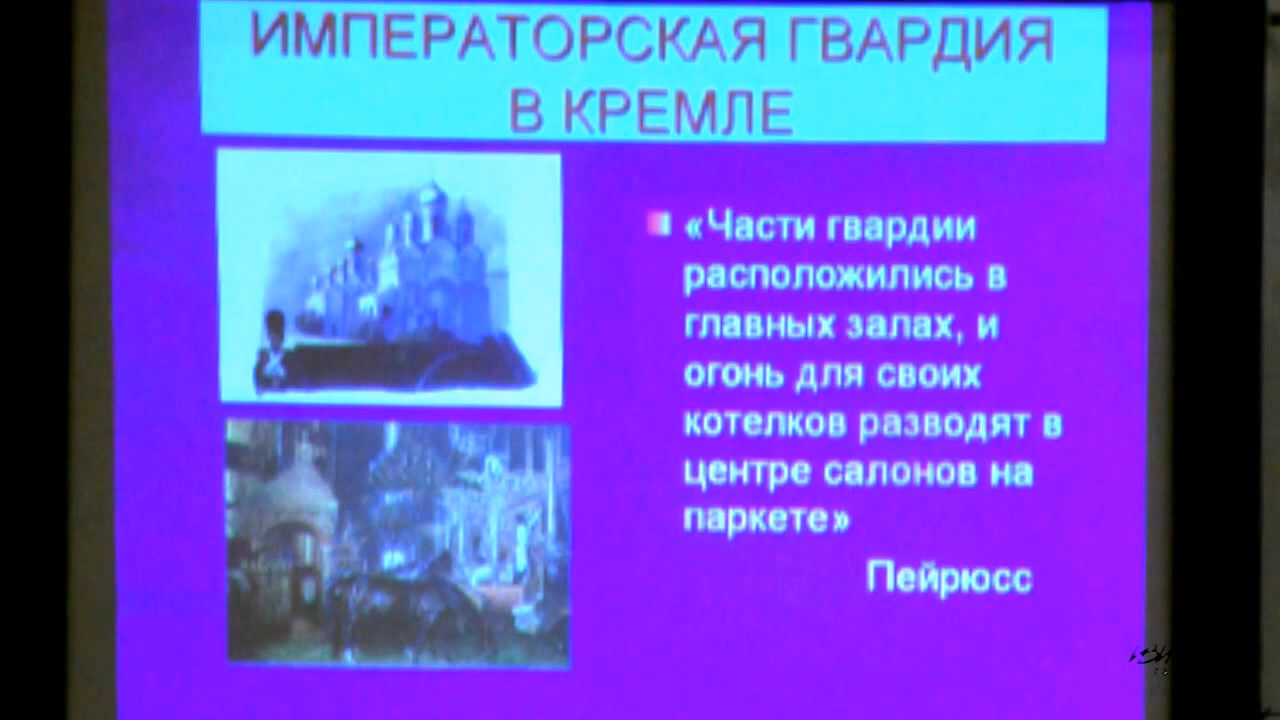 ИМПЕРАТОРСКАЯ ГВАРДИЯ
В КРЕМЛЕ
«Части гвардии
расположились в
главных залах, и
огонь для своих
котелков разводят в
центре салонов на
паркете»
Пейрюсс